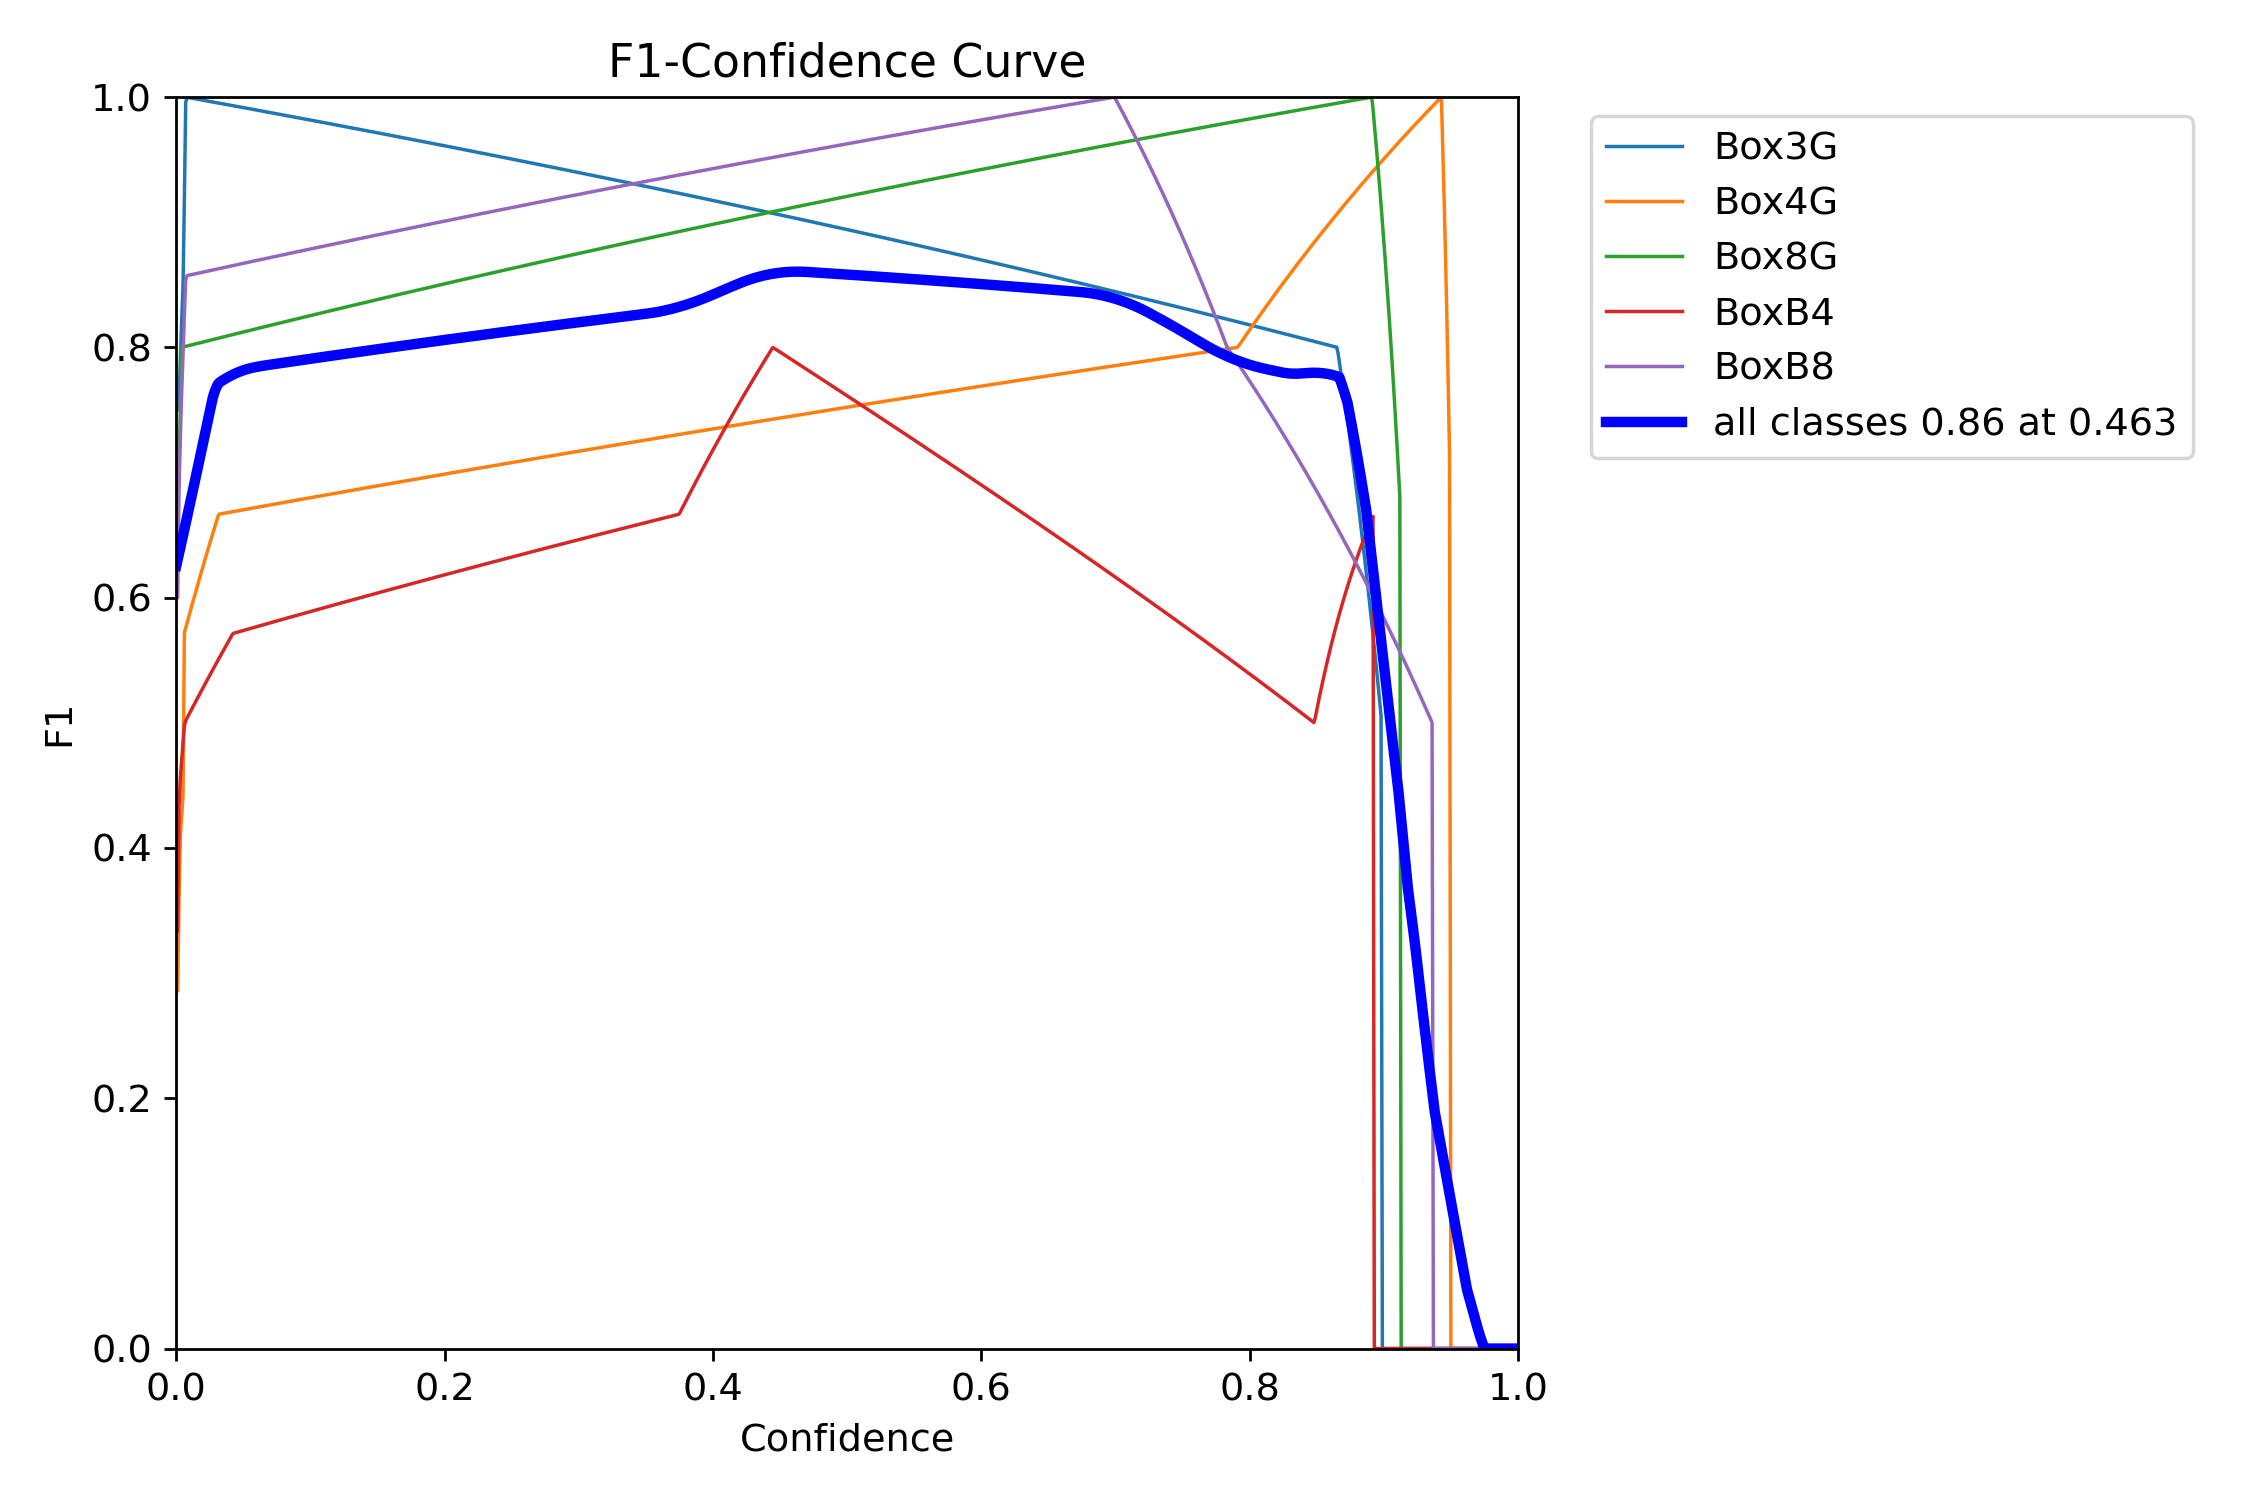 F1-Confidence Curve
1.0
0.8
0.6
0.4
0.2
0.0
F1
0.0 0.2 0.4 0.6 0.8 1.0
Confidence
Box3G
Box4G
Box8G
BoxB4
BoxB8
all classes 0.86 at 0.463